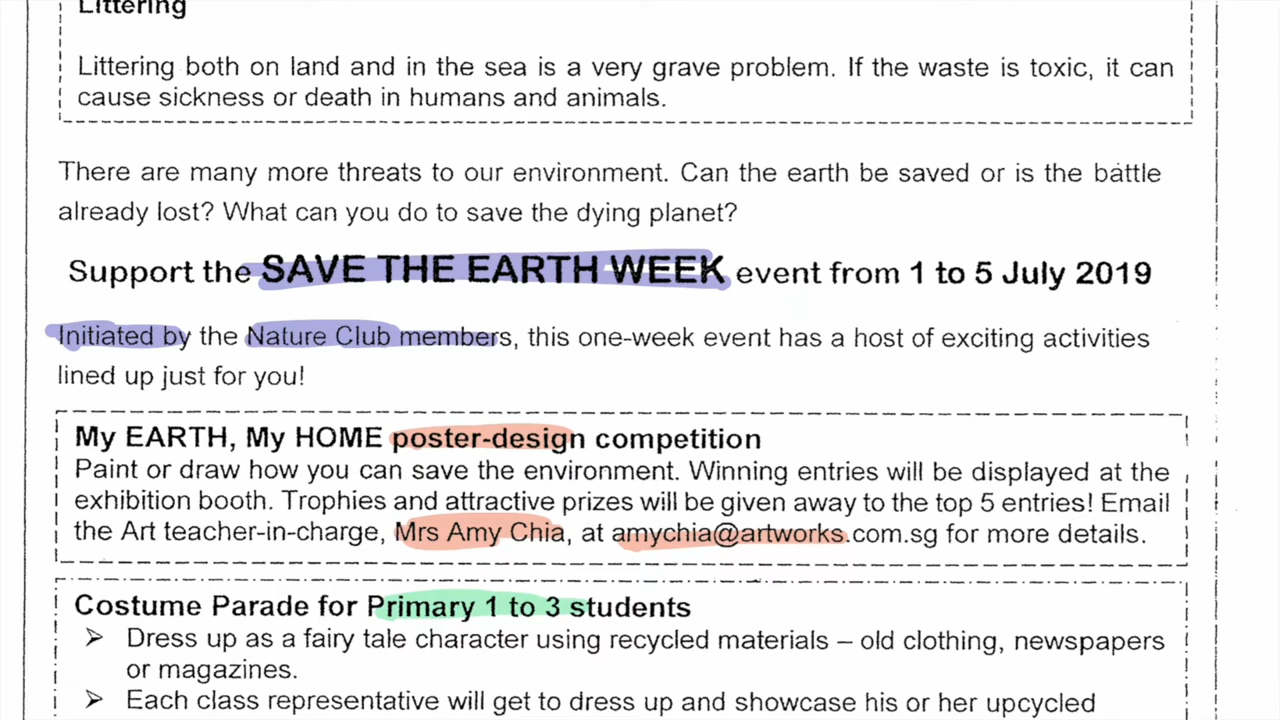 Littering
Littering both on land and in the sea is a very grave problem. If the waste is toxic, it can
cause sickness or death in humans and animals.
There are many more threats to our environment. Can the earth be saved or is the battle
already lost? What can you do to save the dying planet?
Support the SAVE THE EARTH WEEK event from 1 to 5 July 2019
Initiated by the Nature Club members, this one-week event has a host of exciting activities
lined up just for you!
My EARTH, My HOME poster-design competition
Paint or draw how you can save the environment. Winning entries will be displayed at the
exhibition booth. Trophies and attractive prizes will be given away to the top 5 entries! Email
the Art teacher-in-charge, Mrs Amy Chia, at amychia@artworks.com.sg for more details.
Costume Parade for Primary 1 to 3 students
➢ Dress up as a fairy tale character using recycled materials – old clothing, newspapers
or magazines.
➢ Each class representative will get to dress up and showcase his or her upcycled